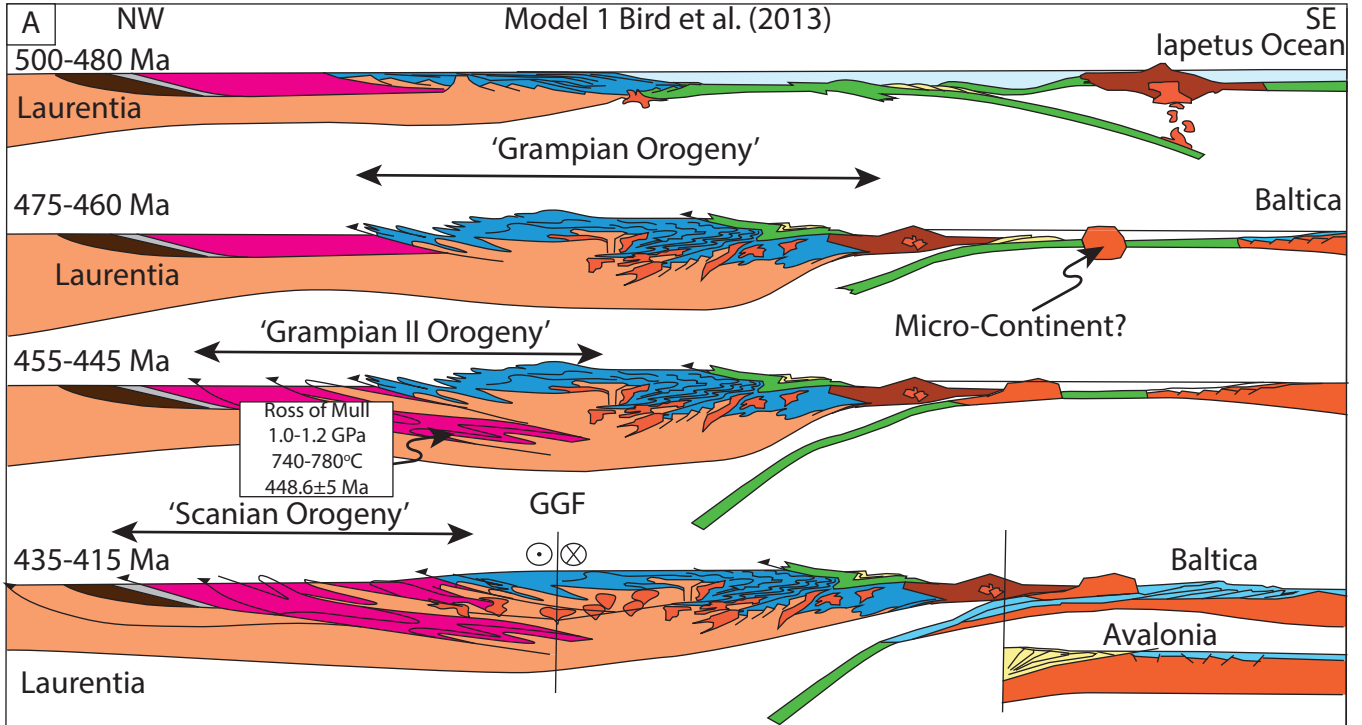 A
NW
Model 1 Bird et al. (2013)
SE
500-480 Ma
Iapetus Ocean
Laurentia
'Grampian Orogeny'
475-460 Ma
Baltica
Laurentia
Micro-Continent?
'Grampian II Orogeny'
455-445 Ma
Ross of Mull
1.0-1.2 GPa
740-780ºC
448.6±5 Ma
'Scanian Orogeny'
GGF
435-415 Ma
Baltica
Avalonia
Laurentia